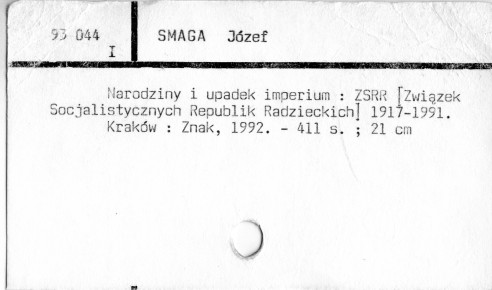 93 044
I
SMAGA Józef
Narodziny i upadek imperium : ZSRR [Związek
Socjalistycznych Republik Radzieckich] 1917-1991.
Kraków : Znak, 1992. - 411 s. ; 21 cm